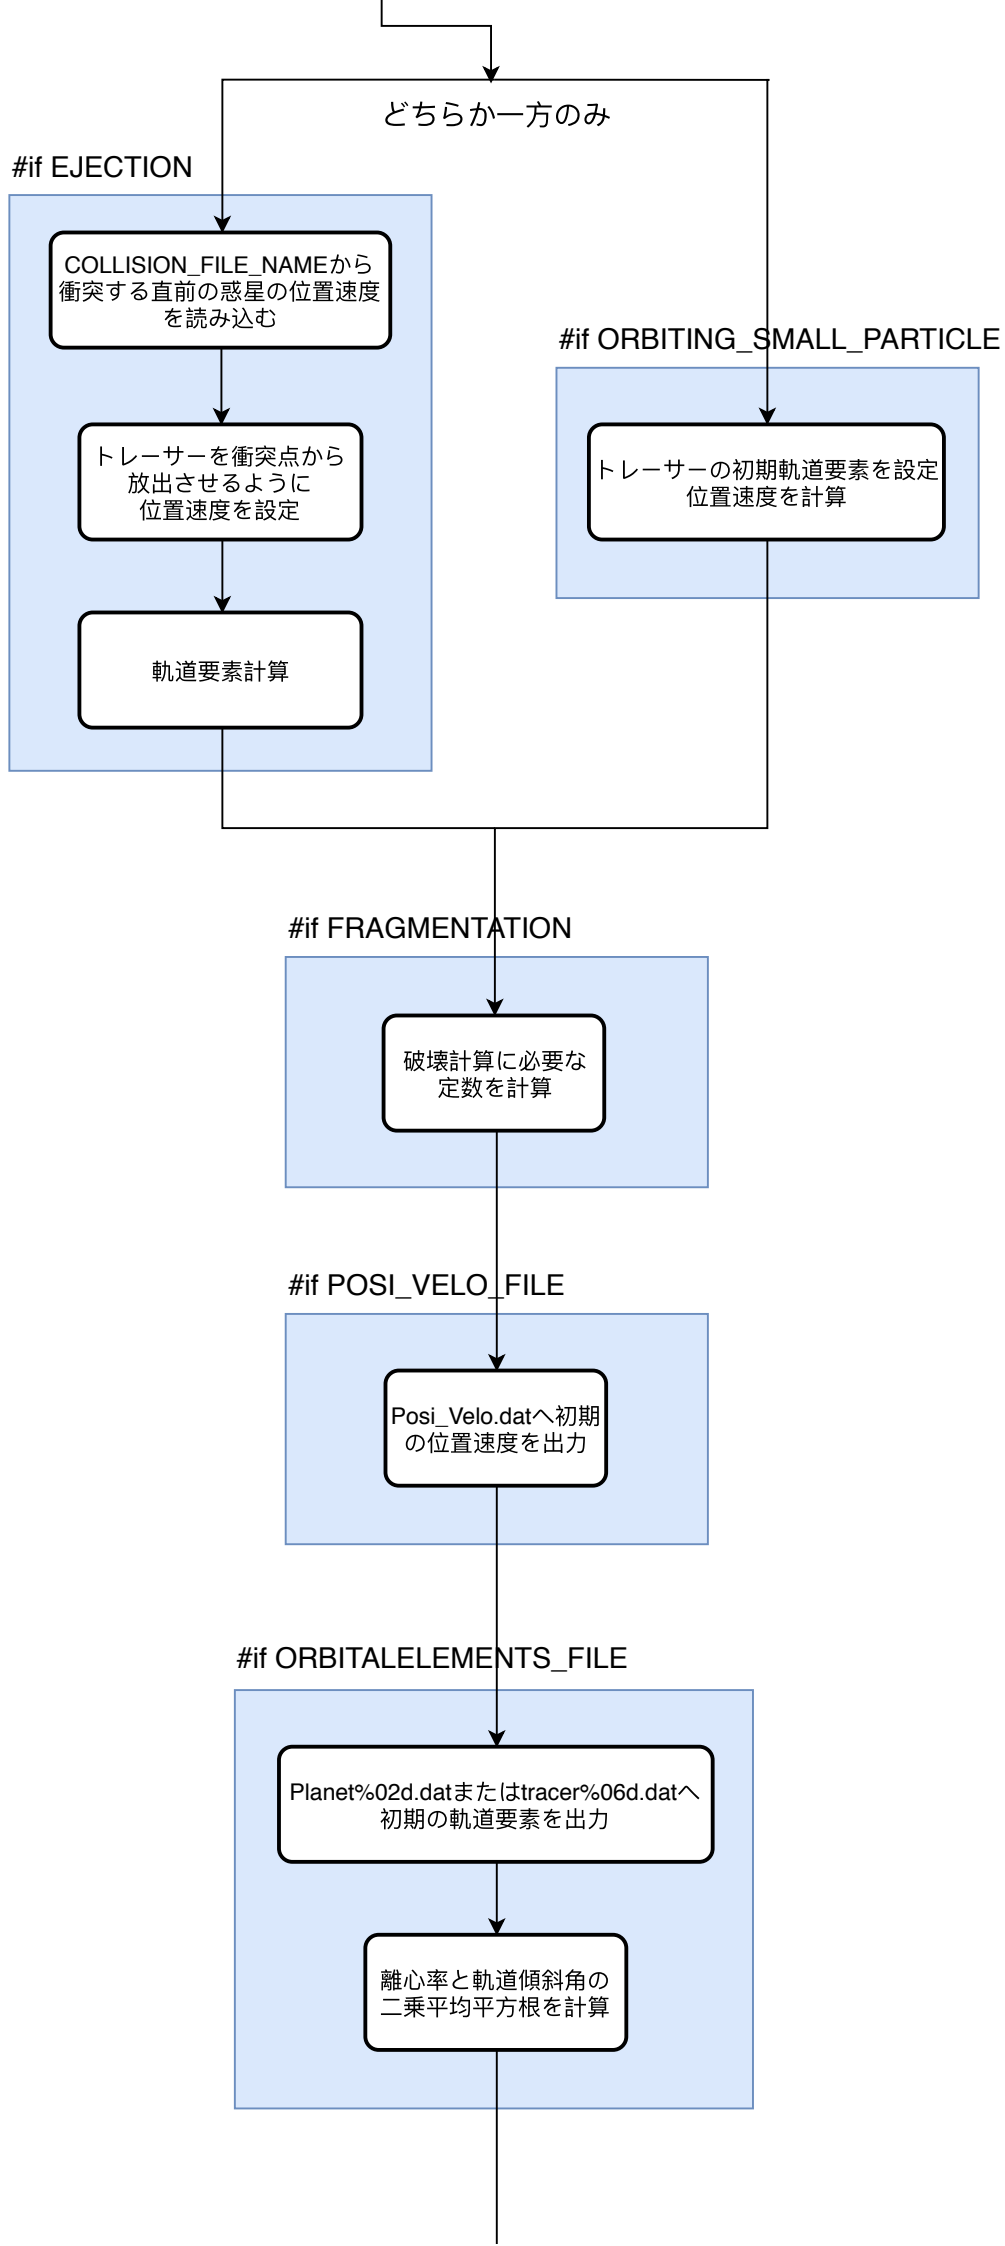 どちらか一方のみ
#if EJECTION
COLLISION_FILE_NAMEから
衝突する直前の惑星の位置速度
を読み込む
トレーサーを衝突点から
放出させるように
位置速度を設定
軌道要素計算
#if ORBITING_SMALL_PARTICLE
トレーサーの初期軌道要素を設定
位置速度を計算
#if FRAGMENTATION
破壊計算に必要な
定数を計算
#if POSI_VELO_FILE
Posi_Velo.datへ初期
の位置速度を出力
#if ORBITALELEMENTS_FILE
Planet%02d.datまたはtracer%06d.datへ
初期の軌道要素を出力
離心率と軌道傾斜角の
二乗平均平方根を計算